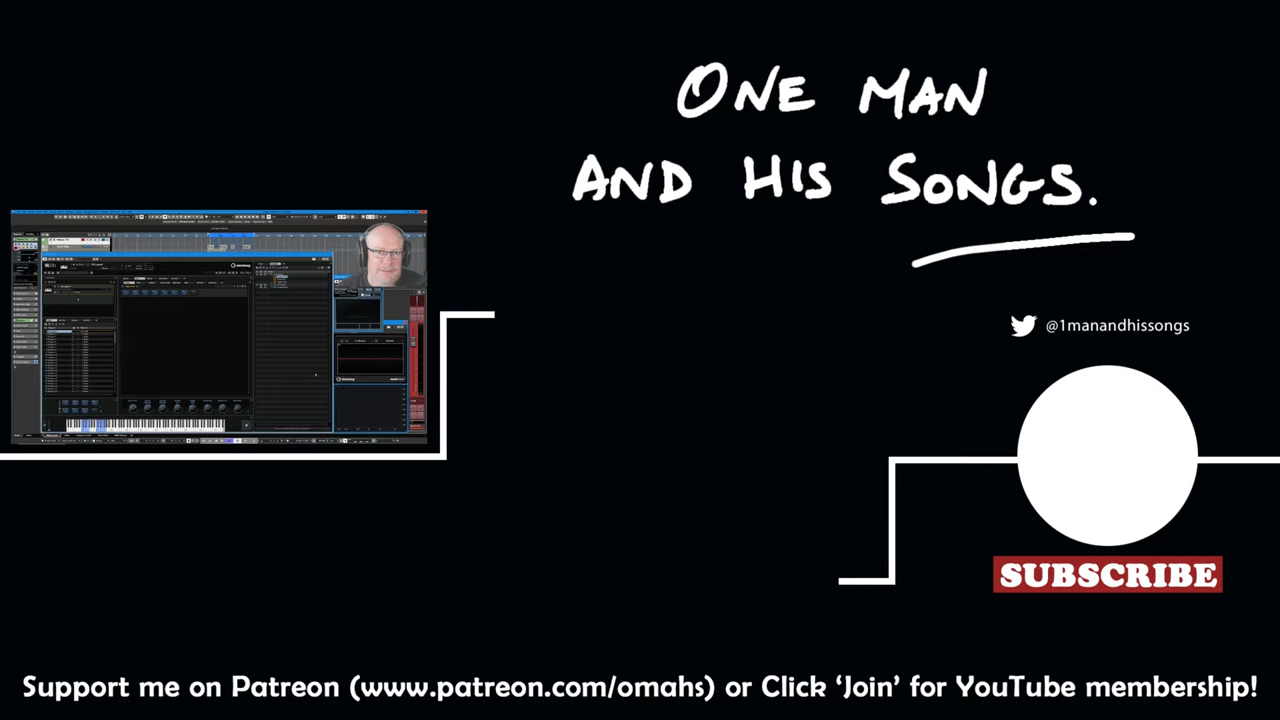 ONE MAN
AND HIS SONGS.
@1manandhissongs
SUBSCRIBE
Support me on Patreon (www.patreon.com/omahs) or Click ‘Join’ for YouTube membership!